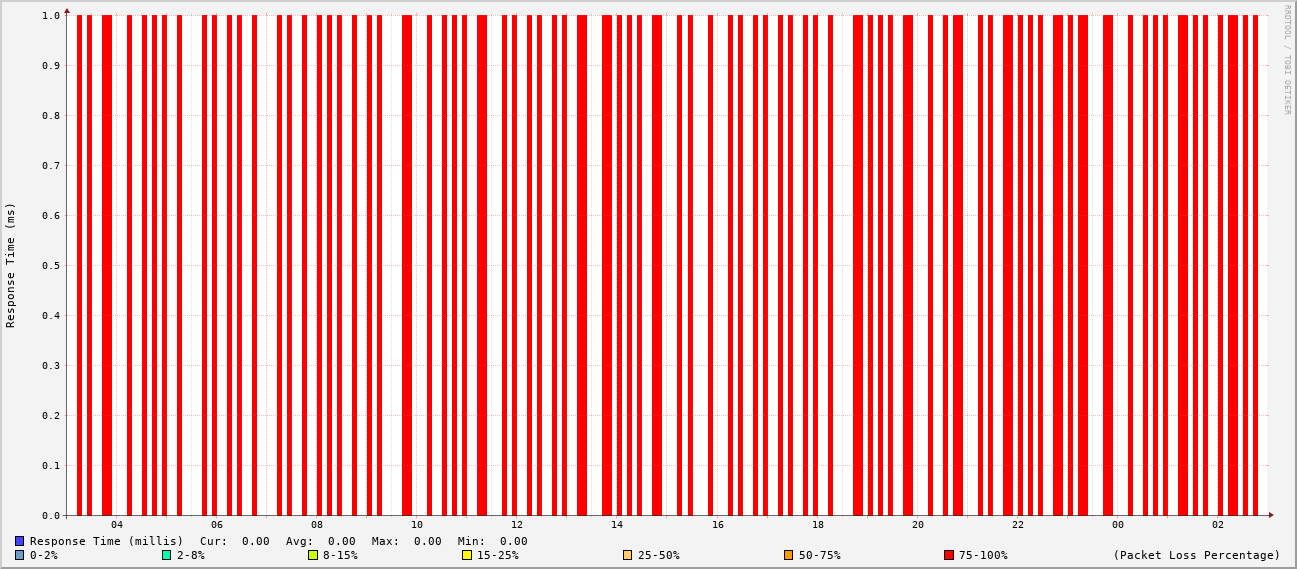 RRDTOOL / TOBI OETIKER
Response Time (ms)
1.0
0.9
0.8
0.7
0.6
0.5
0.4
0.3
0.2
0.1
0.0
04 06 08 10 12 14 16 18 20 22 00 02
Response Time (millis) Cur: 0.00 Avg: 0.00 Max: 0.00 Min: 0.00
0-2% 2-8% 8-15% 15-25% 25-50% 50-75% 75-100% (Packet Loss Percentage)